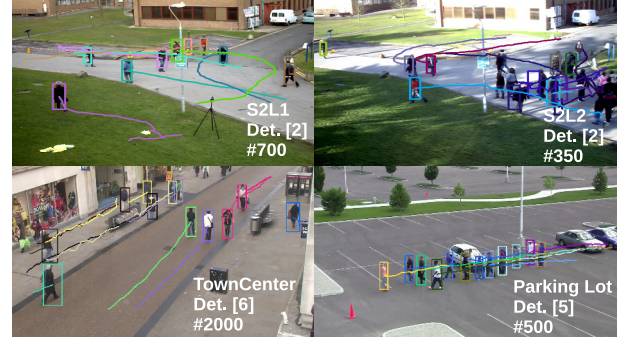 S2L1
Det. [2]
#700
S2L2
Det. [2]
#350
TownCenter
Det. [6]
#2000
Parking Lot
Det. [5]
#500